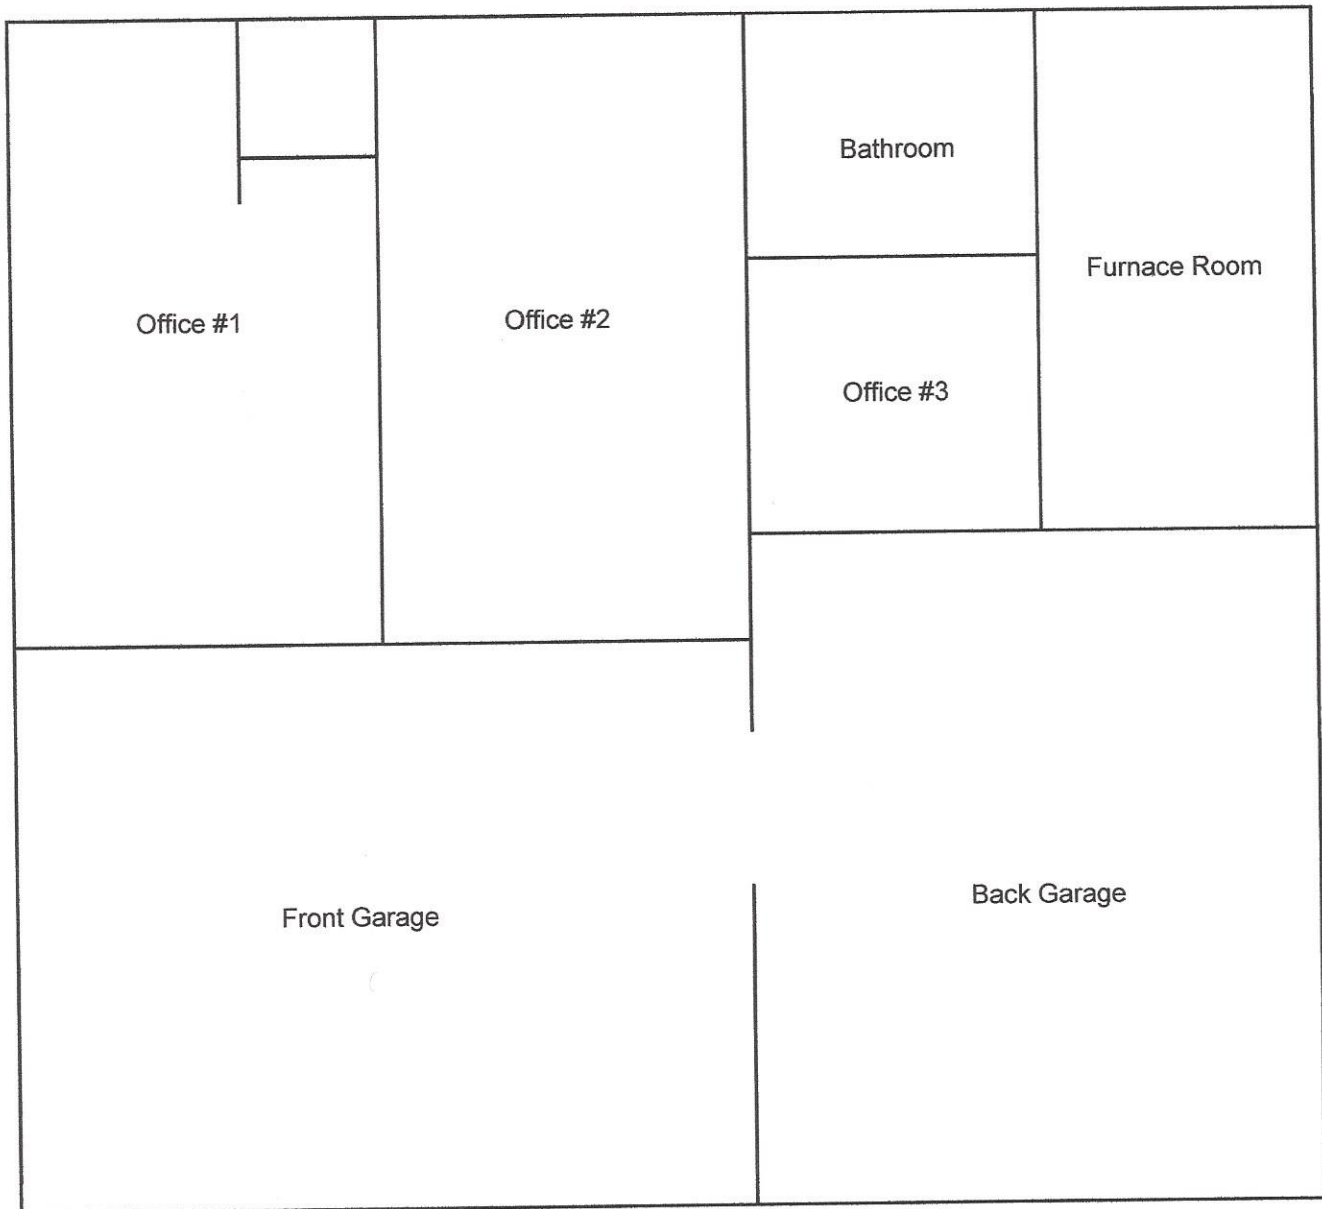 Bathroom
Furnace Room
Office #1
Office #2
Office #3
Front Garage
Back Garage